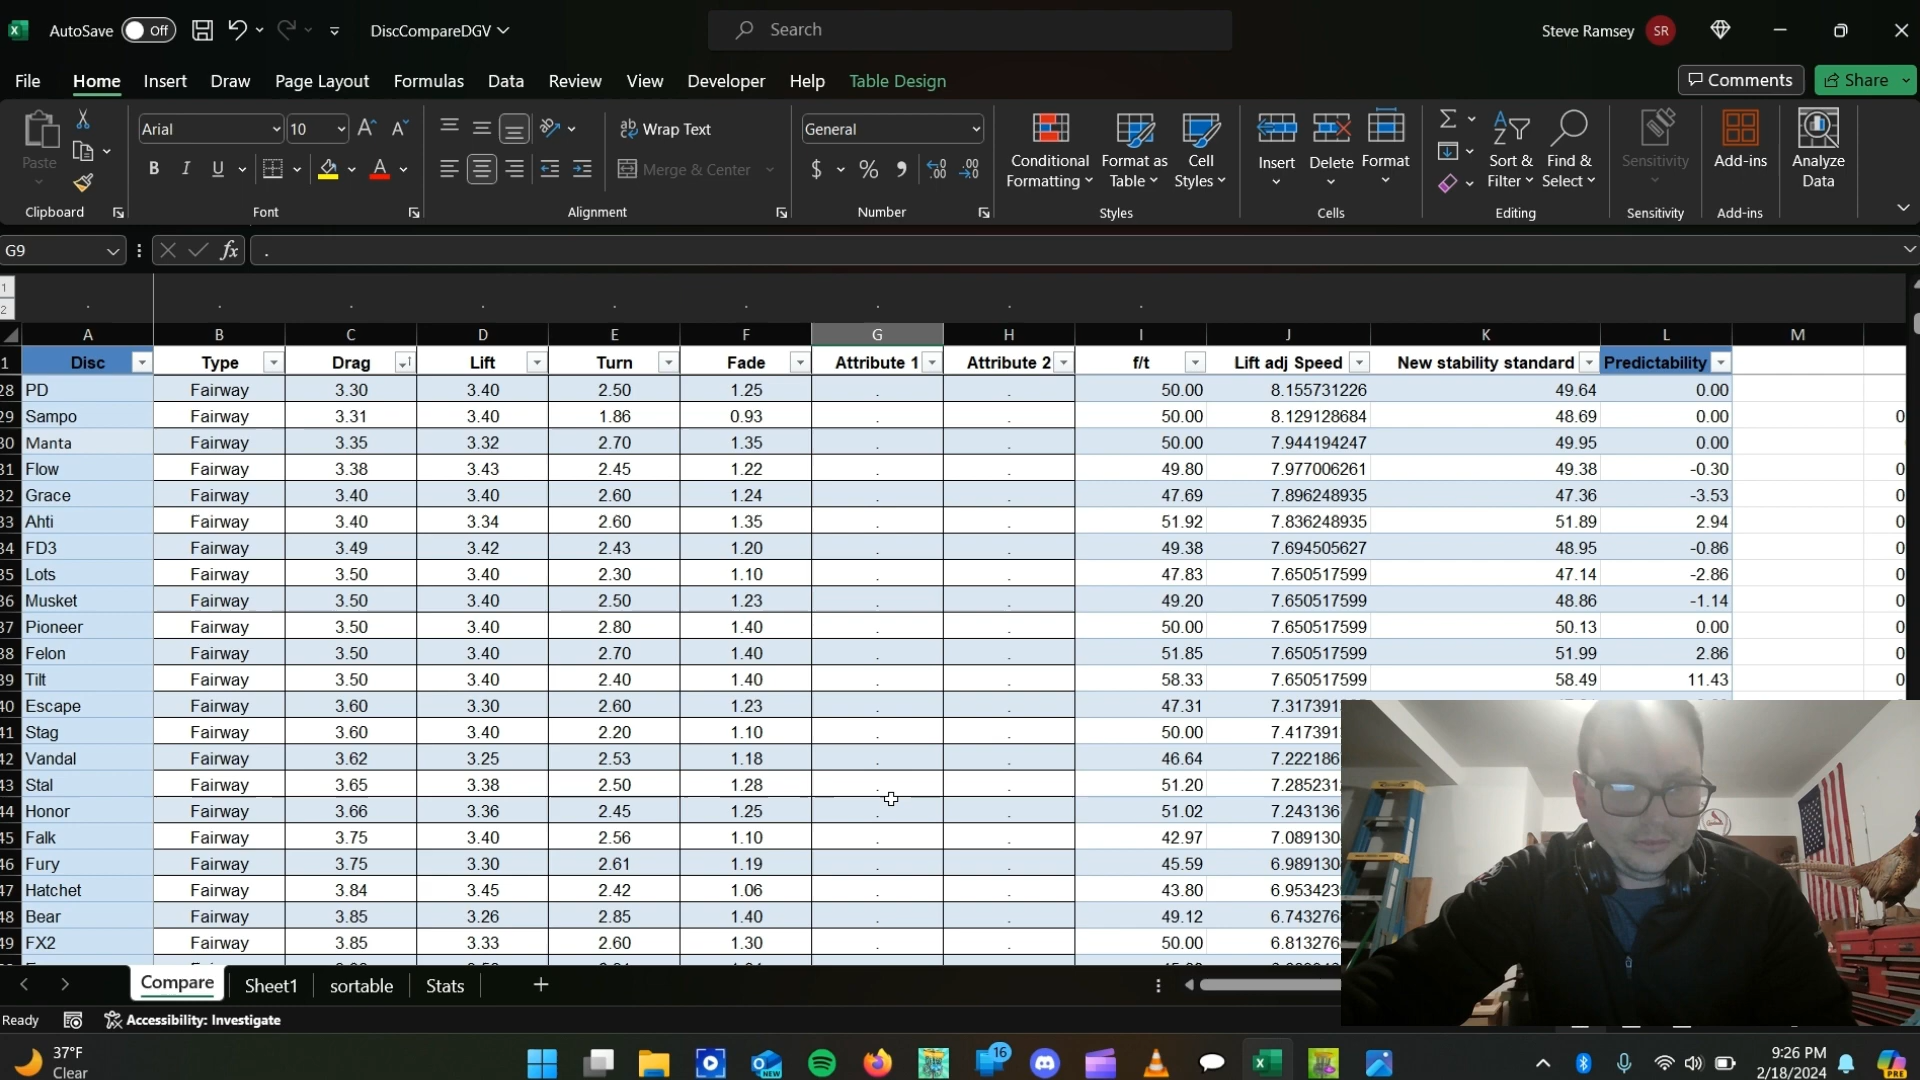 AutoSave Off DiscCompareDGV Search Steve Ramsey SR
File Home Insert Draw Page Layout Formulas Data Review View Developer Help Table Design Comments Share
Arial 10 Wrap Text General
Paste B I U Merge & Center $ % Conditional Formatting Format as Table Cell Styles Insert Delete Format Sort & Filter Find & Select Sensitivity Add-ins Analyze Data
Clipboard Font Alignment Number Styles Cells Editing Sensitivity Add-ins
G9 fx .
1
2 . . . . . . . . .
A B C D E F G H I J K L M
1 Disc Type Drag Lift Turn Fade Attribute 1 Attribute 2 f/t Lift adj Speed New stability standard Predictability
28 PD Fairway 3.30 3.40 2.50 1.25 . . 50.00 8.155731226 49.64 0.00
29 Sampo Fairway 3.31 3.40 1.86 0.93 . . 50.00 8.129128684 48.69 0.00 0
30 Manta Fairway 3.35 3.32 2.70 1.35 . . 50.00 7.944194247 49.95 0.00
31 Flow Fairway 3.38 3.43 2.45 1.22 . . 49.80 7.977006261 49.38 -0.30 0
32 Grace Fairway 3.40 3.40 2.60 1.24 . . 47.69 7.896248935 47.36 -3.53 0
33 Ahti Fairway 3.40 3.34 2.60 1.35 . . 51.92 7.836248935 51.89 2.94 0
34 FD3 Fairway 3.49 3.42 2.43 1.20 . . 49.38 7.694505627 48.95 -0.86 0
35 Lots Fairway 3.50 3.40 2.30 1.10 . . 47.83 7.650517599 47.14 -2.86 0
36 Musket Fairway 3.50 3.40 2.50 1.23 . . 49.20 7.650517599 48.86 -1.14 0
37 Pioneer Fairway 3.50 3.40 2.80 1.40 . . 50.00 7.650517599 50.13 0.00 0
38 Felon Fairway 3.50 3.40 2.70 1.40 . . 51.85 7.650517599 51.99 2.86 0
39 Tilt Fairway 3.50 3.40 2.40 1.40 . . 58.33 7.650517599 58.49 11.43 0
40 Escape Fairway 3.60 3.30 2.60 1.23 . . 47.31 7.317391
41 Stag Fairway 3.60 3.40 2.20 1.10 . . 50.00 7.417391
42 Vandal Fairway 3.62 3.25 2.53 1.18 . . 46.64 7.222186
43 Stal Fairway 3.65 3.38 2.50 1.28 . . 51.20 7.285231
44 Honor Fairway 3.66 3.36 2.45 1.25 . . 51.02 7.243136
45 Falk Fairway 3.75 3.40 2.56 1.10 . . 42.97 7.089130
46 Fury Fairway 3.75 3.30 2.61 1.19 . . 45.59 6.989130
47 Hatchet Fairway 3.84 3.45 2.42 1.06 . . 43.80 6.953423
48 Bear Fairway 3.85 3.26 2.85 1.40 . . 49.12 6.743276
49 FX2 Fairway 3.85 3.33 2.60 1.30 . . 50.00 6.813276
Compare Sheet1 sortable Stats
Ready Accessibility: Investigate
37°F
Clear
16
9:26 PM
2/18/2024
PRE